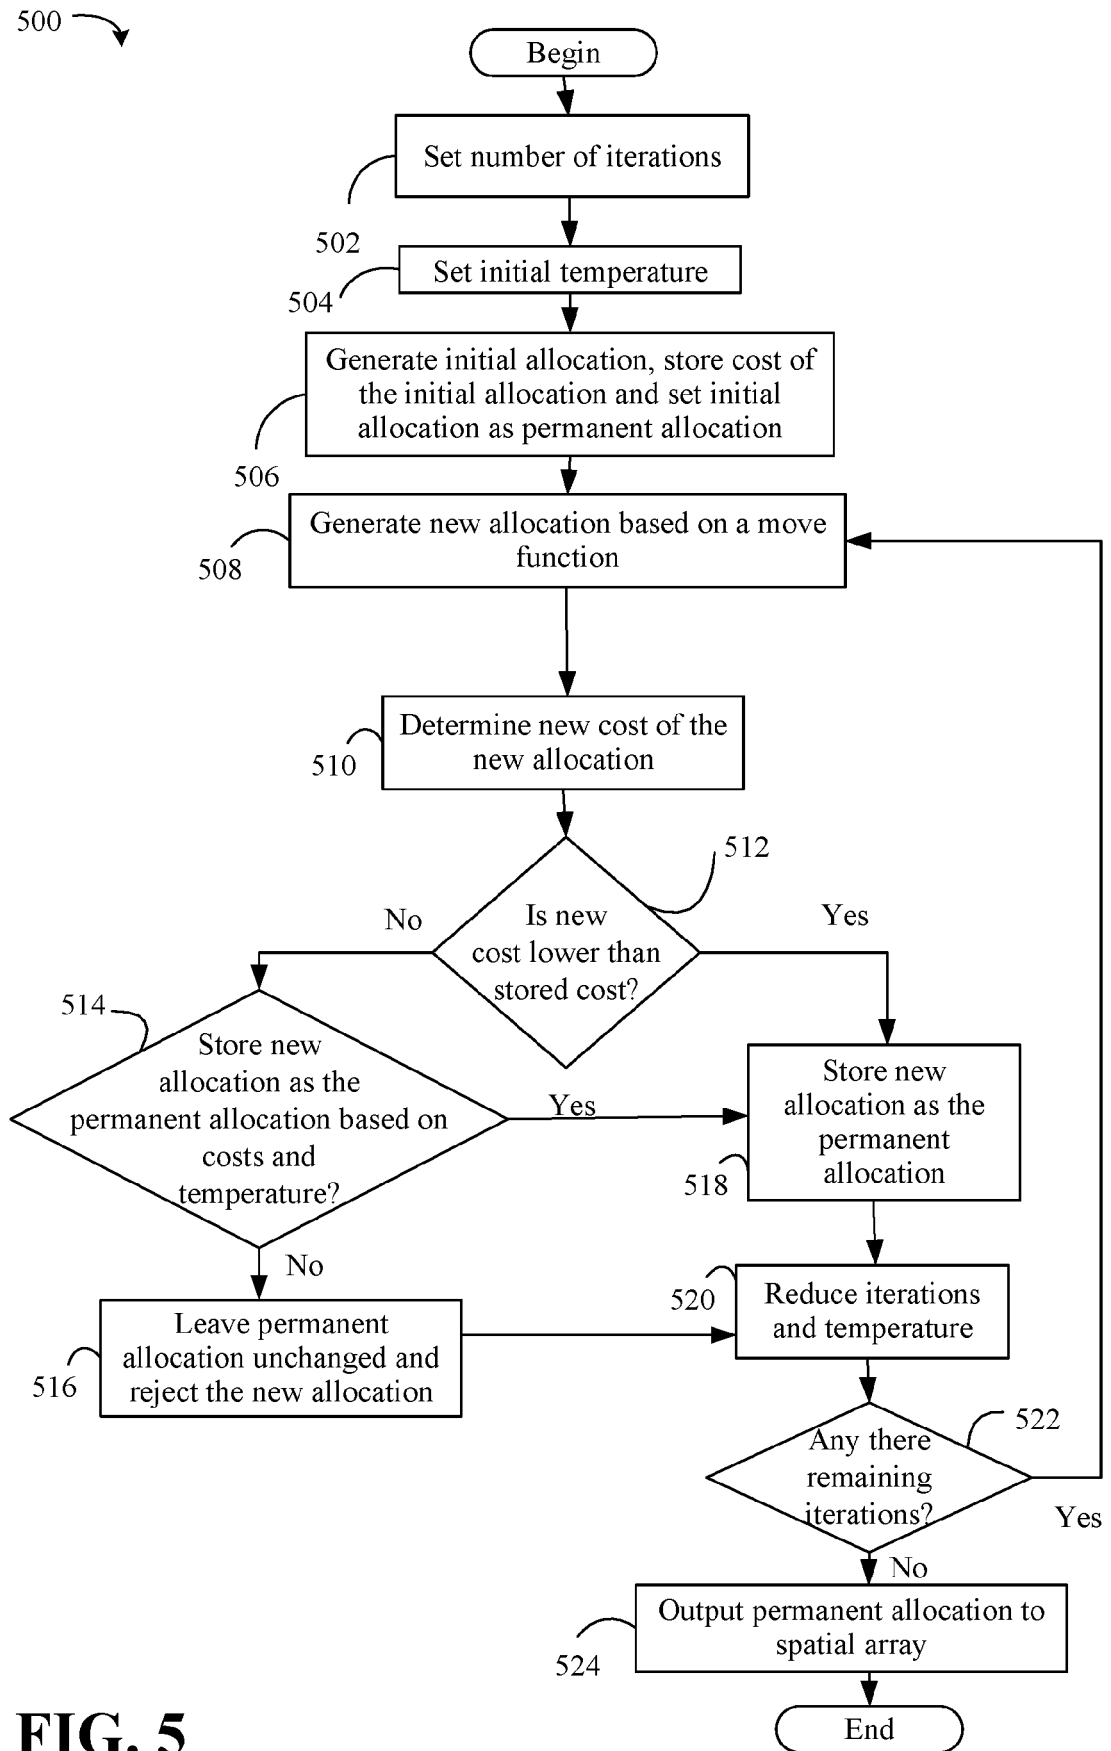 500
Begin
Set number of iterations
502
Set initial temperature
504
Generate initial allocation, store cost of
the initial allocation and set initial
allocation as permanent allocation
506
Generate new allocation based on a move
function
508
Determine new cost of the
new allocation
510
512
Is new
cost lower than
stored cost?
No
Yes
514
Store new
allocation as the
permanent allocation based on
costs and
temperature?
Yes
Store new
allocation as the
permanent
allocation
518
No
Leave permanent
allocation unchanged and
reject the new allocation
516
520
Reduce iterations
and temperature
522
Any there
remaining
iterations?
Yes
No
Output permanent allocation to
spatial array
524
End
FIG. 5